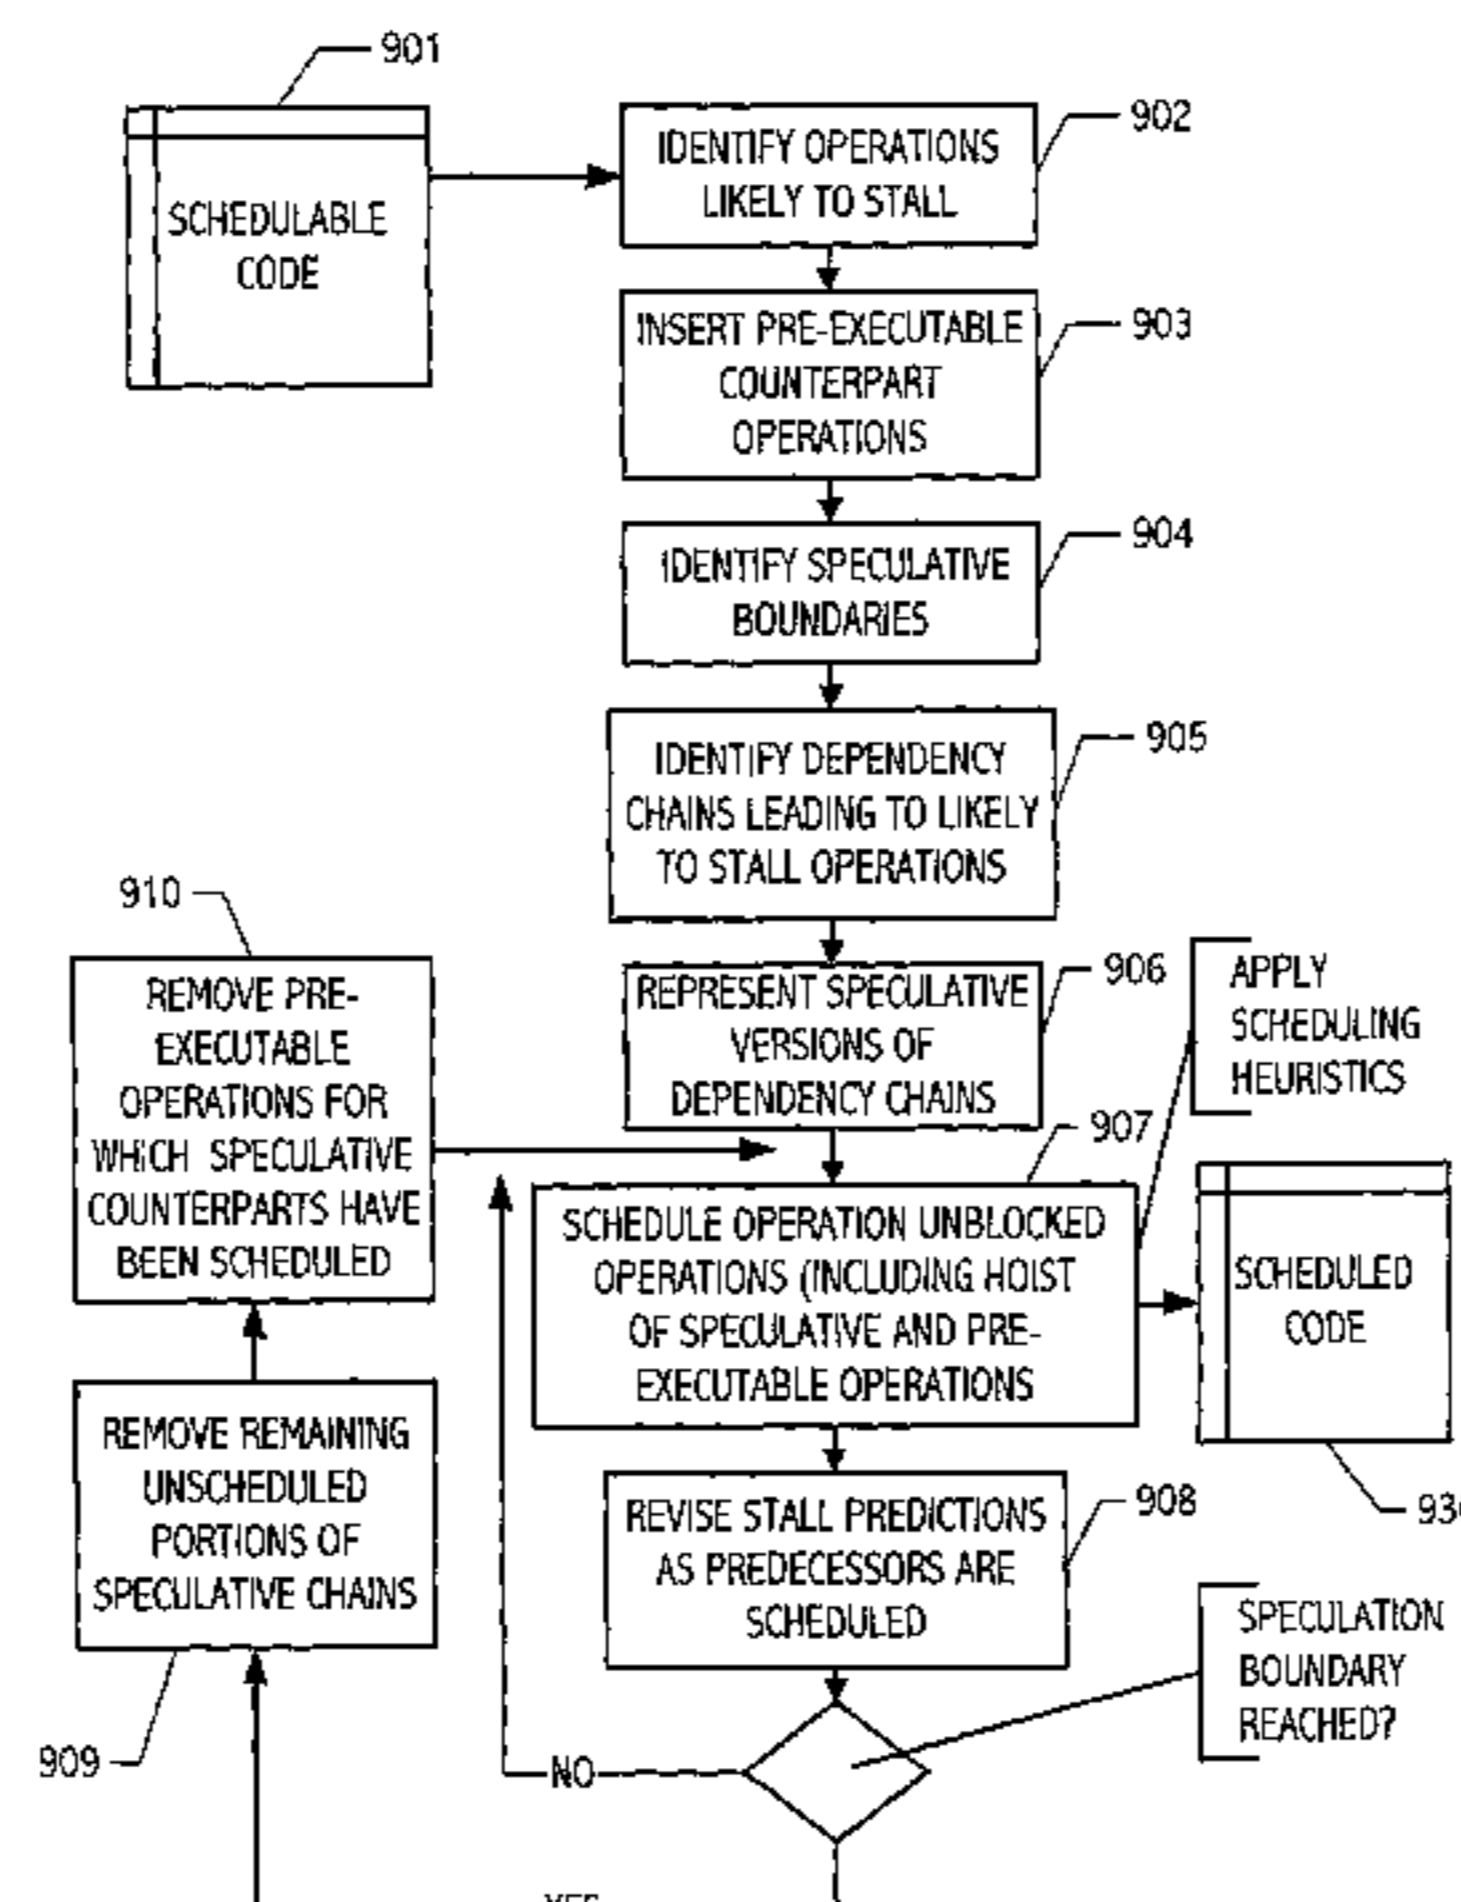 901
SCHEDULABLE
CODE
902
IDENTIFY OPERATIONS
LIKELY TO STALL
903
INSERT PRE-EXECUTABLE
COUNTERPART
OPERATIONS
904
IDENTIFY SPECULATIVE
BOUNDARIES
905
IDENTIFY DEPENDENCY
CHAINS LEADING TO LIKELY
TO STALL OPERATIONS
906
REPRESENT SPECULATIVE
VERSIONS OF
DEPENDENCY CHAINS
910
REMOVE PRE-
EXECUTABLE
OPERATIONS FOR
WHICH SPECULATIVE
COUNTERPARTS HAVE
BEEN SCHEDULED
APPLY
SCHEDULING
HEURISTICS
907
SCHEDULE OPERATION UNBLOCKED
OPERATIONS (INCLUDING HOIST
OF SPECULATIVE AND PRE-
EXECUTABLE OPERATIONS
SCHEDULED
CODE
REMOVE REMAINING
UNSCHEDULED
PORTIONS OF
SPECULATIVE CHAINS
909
908
REVISE STALL PREDICTIONS
AS PREDECESSORS ARE
SCHEDULED
SPECULATION
BOUNDARY
REACHED?
NO
YES